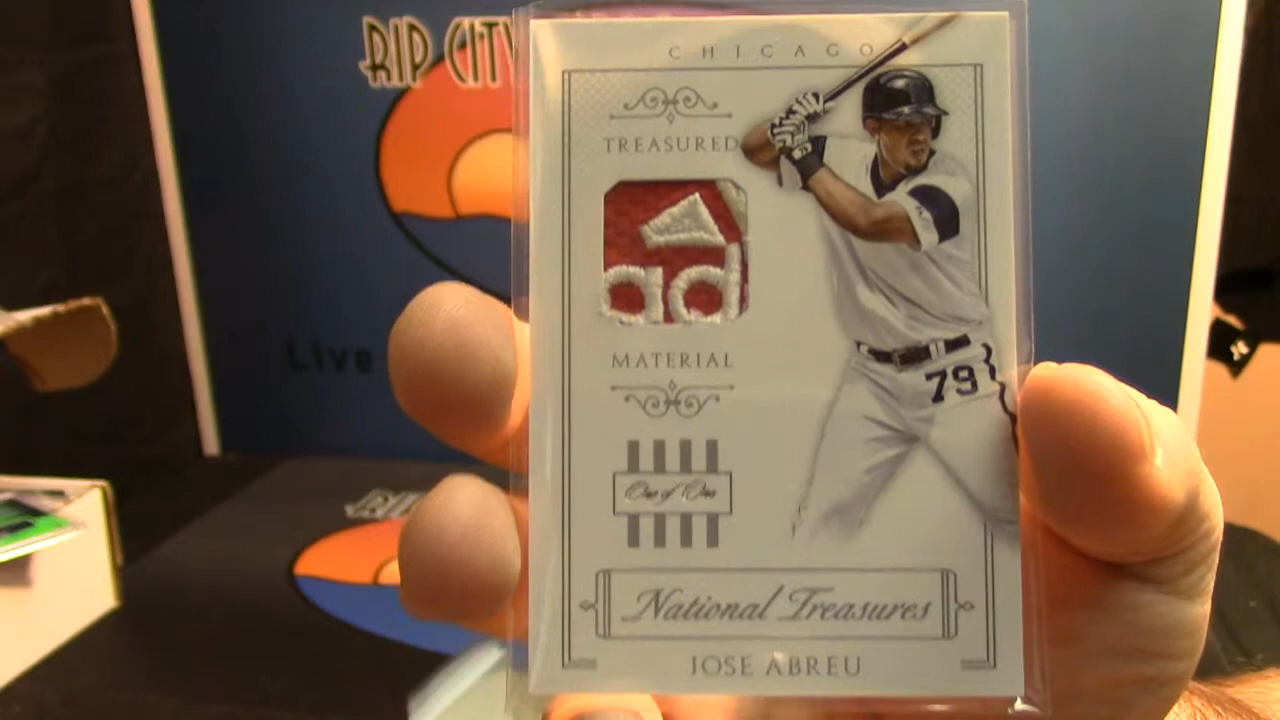 RIP CITY
Live
CHICAGO
TREASURED
ad
MATERIAL
79
One of One
National Treasures
JOSE ABREU